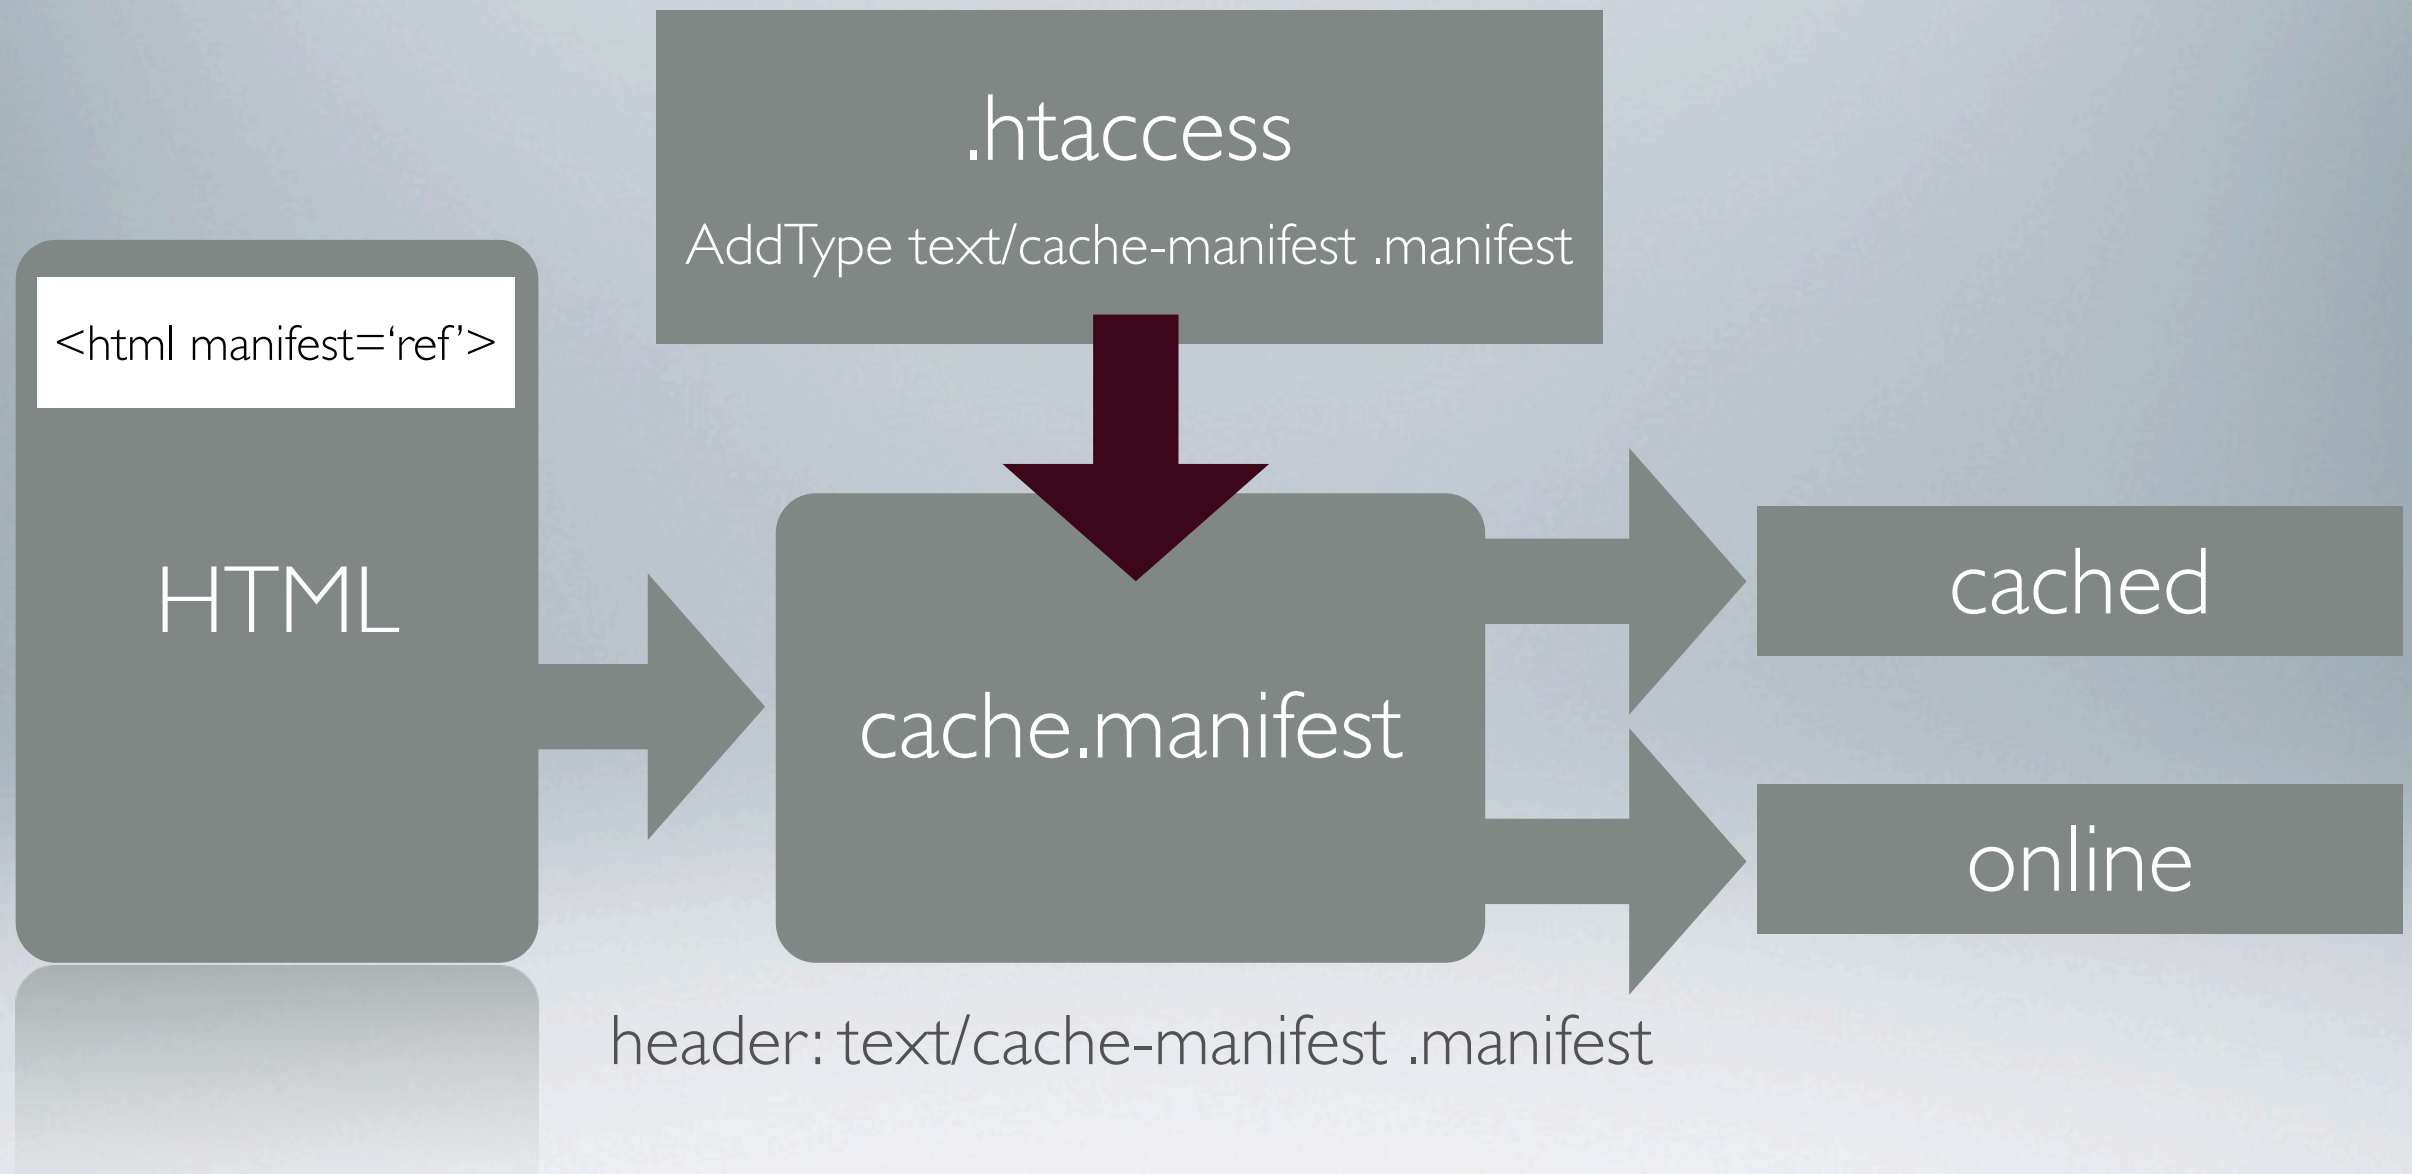 .htaccess
AddType text/cache-manifest .manifest
<html manifest=‘ref’>
HTML
cache.manifest
cached
online
header: text/cache-manifest .manifest